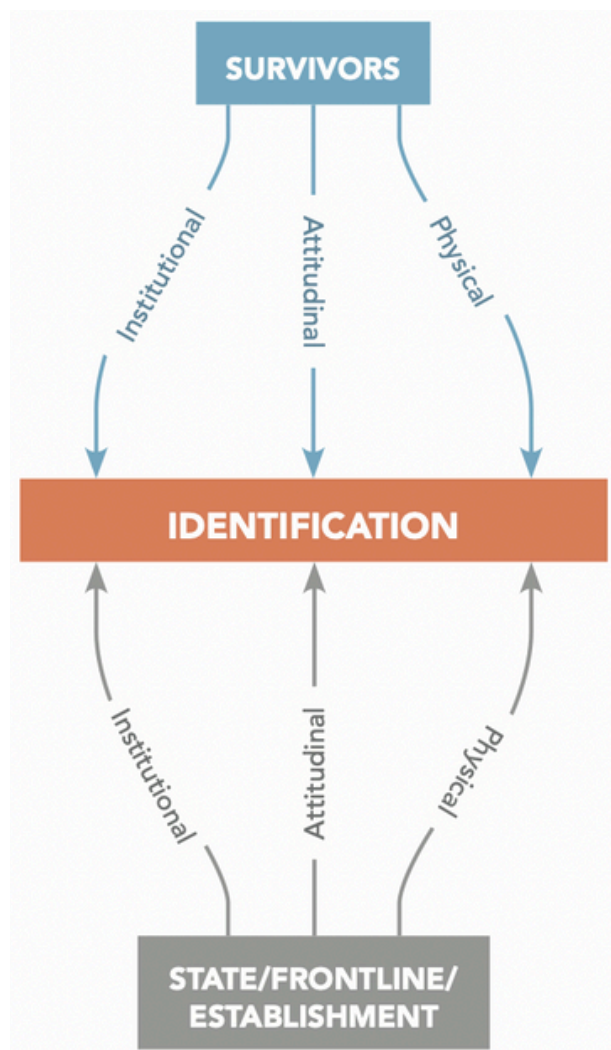 SURVIVORS
Institutional
Attitudinal
Physical
IDENTIFICATION
Institutional
Attitudinal
Physical
STATE/FRONTLINE/
ESTABLISHMENT